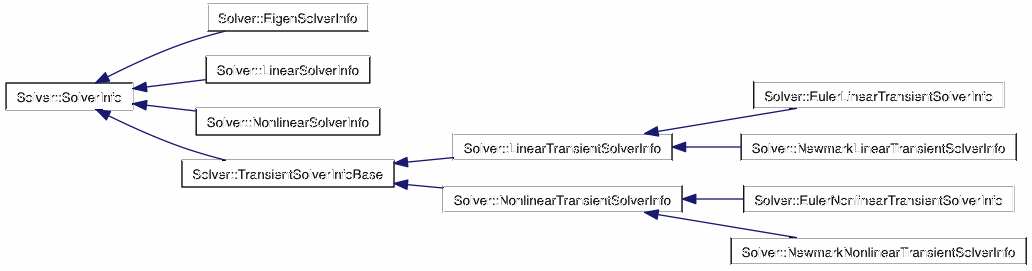 Solver::EigenSolverInfo
Solver::LinearSolverInfo
Solver::SolverInfo
Solver::NonlinearSolverInfo
Solver::TransientSolverInfoBase
Solver::LinearTransientSolverInfo
Solver::NonlinearTransientSolverInfo
Solver::EulerLinearTransientSolverInfo
Solver::NewmarkLinearTransientSolverInfo
Solver::EulerNonlinearTransientSolverInfo
Solver::NewmarkNonlinearTransientSolverInfo